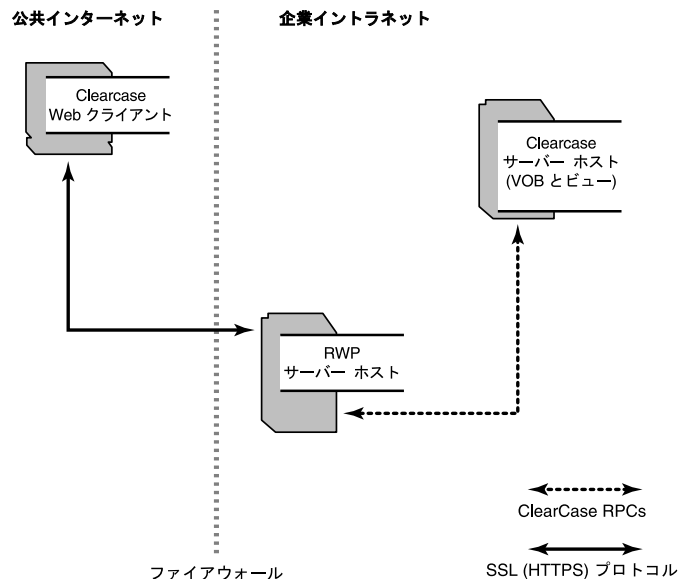 公共インターネット
企業イントラネット
Clearcase
Web クライアント
Clearcase
サーバー ホスト
(VOB とビュー)
RWP
サーバー ホスト
ClearCase RPCs
SSL (HTTPS) プロトコル
ファイアウォール